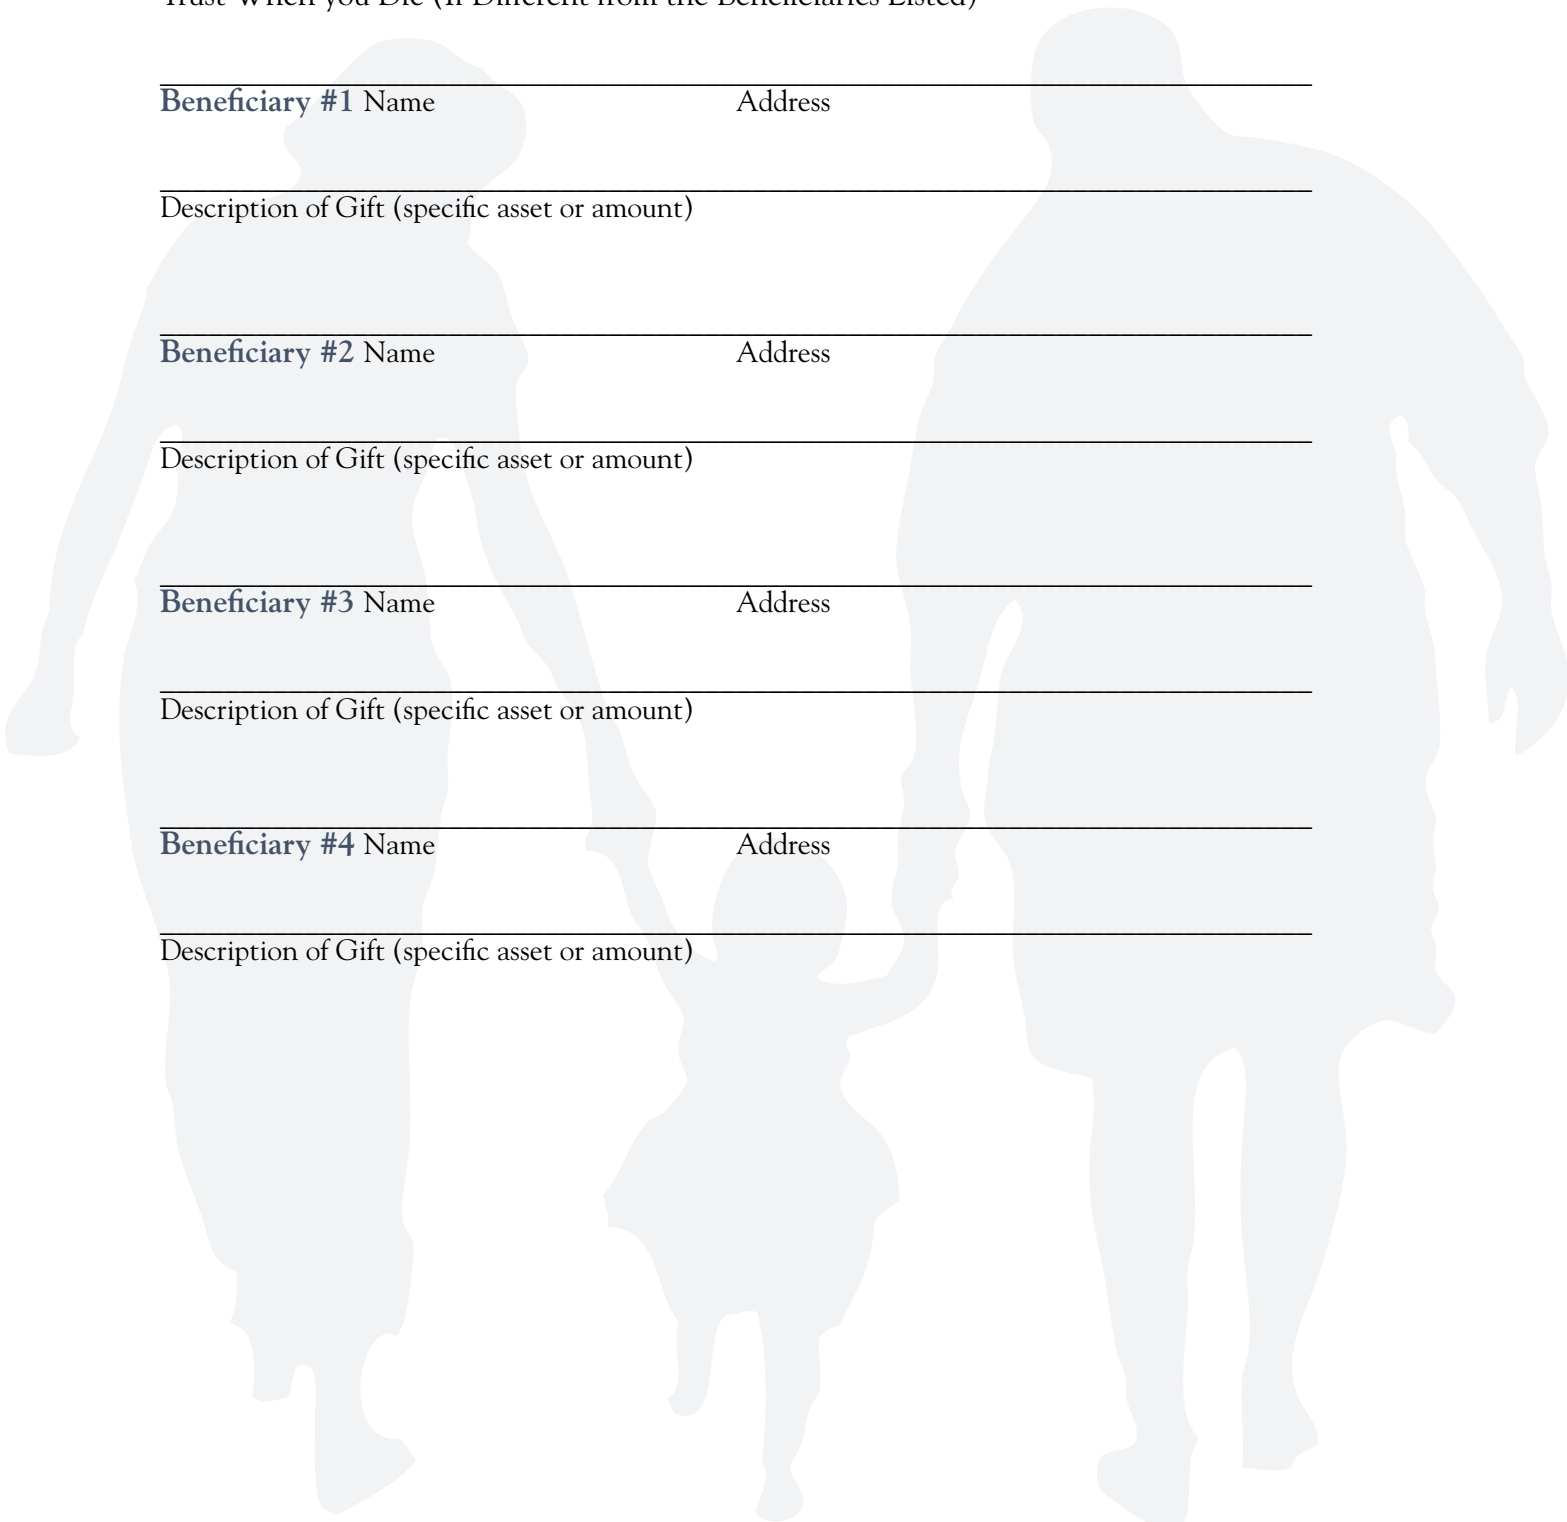 Trust When you Die (If Different from the Beneficiaries Listed)
Beneficiary #1 Name Address
Description of Gift (specific asset or amount)
Beneficiary #2 Name Address
Description of Gift (specific asset or amount)
Beneficiary #3 Name Address
Description of Gift (specific asset or amount)
Beneficiary #4 Name Address
Description of Gift (specific asset or amount)